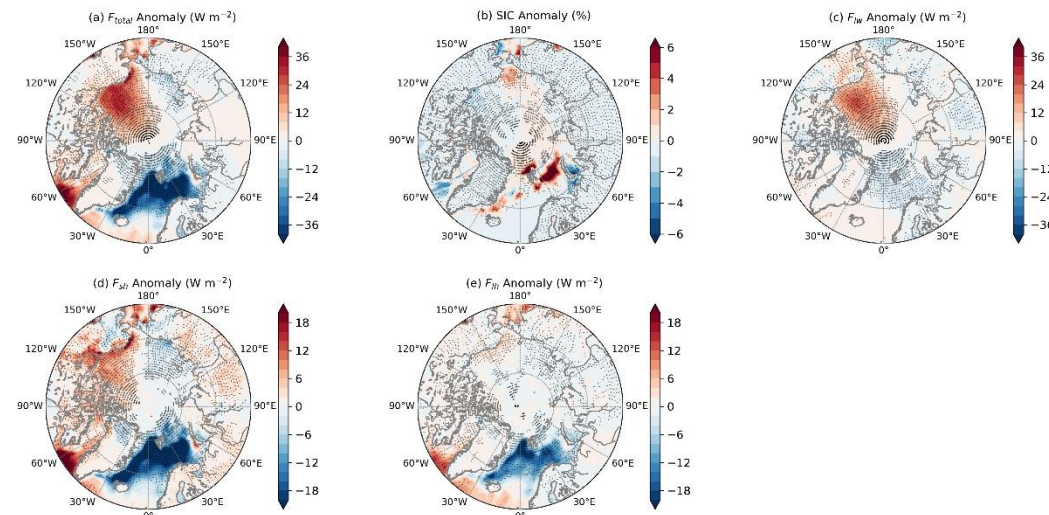 (a) F_total Anomaly (W m⁻²)
180°
150°W
150°E
120°W
120°E
90°W
90°E
60°W
60°E
30°W
30°E
0°
36
24
12
0
−12
−24
−36
(b) SIC Anomaly (%)
180°
150°W
150°E
120°W
120°E
90°W
90°E
60°W
60°E
30°W
30°E
0°
6
4
2
0
−2
−4
−6
(c) F_lw Anomaly (W m⁻²)
180°
150°W
150°E
120°W
120°E
90°W
90°E
60°W
60°E
30°W
30°E
0°
36
24
12
0
−12
−24
−36
(d) F_sh Anomaly (W m⁻²)
180°
150°W
150°E
120°W
120°E
90°W
90°E
60°W
60°E
30°W
30°E
0°
18
12
6
0
−6
−12
−18
(e) F_lh Anomaly (W m⁻²)
180°
150°W
150°E
120°W
120°E
90°W
90°E
60°W
60°E
30°W
30°E
0°
18
12
6
0
−6
−12
−18